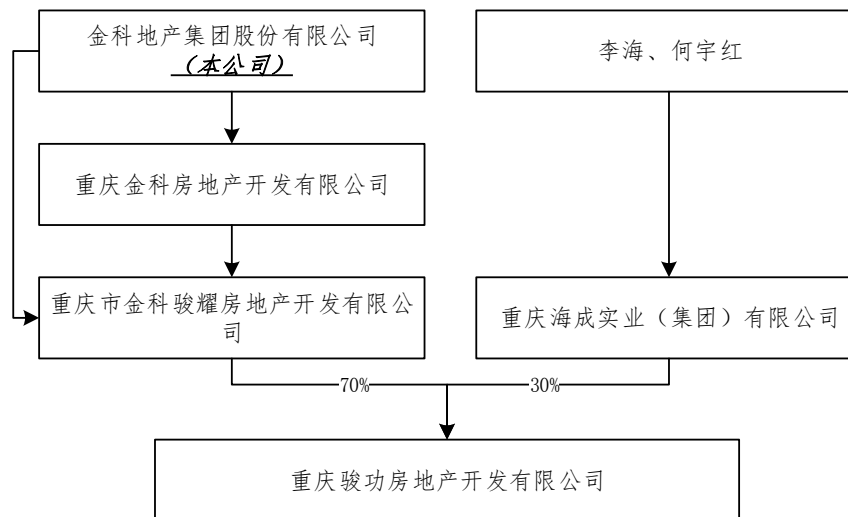 金科地产集团股份有限公司
（本公司）
李海、何宇红
重庆金科房地产开发有限公司
重庆市金科骏耀房地产开发有限公
司
重庆海成实业（集团）有限公司
70%
30%
重庆骏功房地产开发有限公司